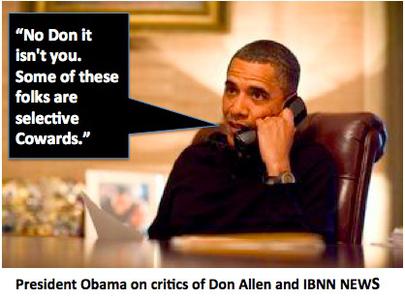 “No Don it
isn't you.
Some of these
folks are
selective
Cowards.”
President Obama on critics of Don Allen and IBNN NEWS